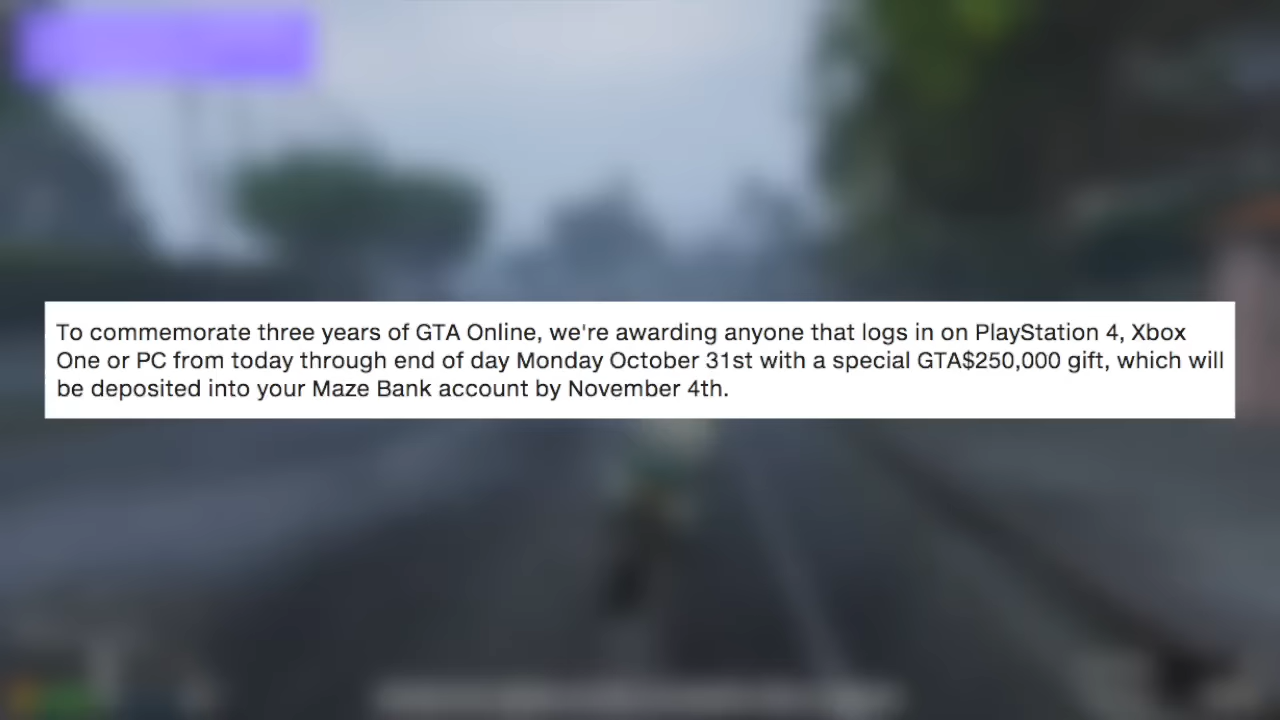 To commemorate three years of GTA Online, we're awarding anyone that logs in on PlayStation 4, Xbox
One or PC from today through end of day Monday October 31st with a special GTA$250,000 gift, which will
be deposited into your Maze Bank account by November 4th.